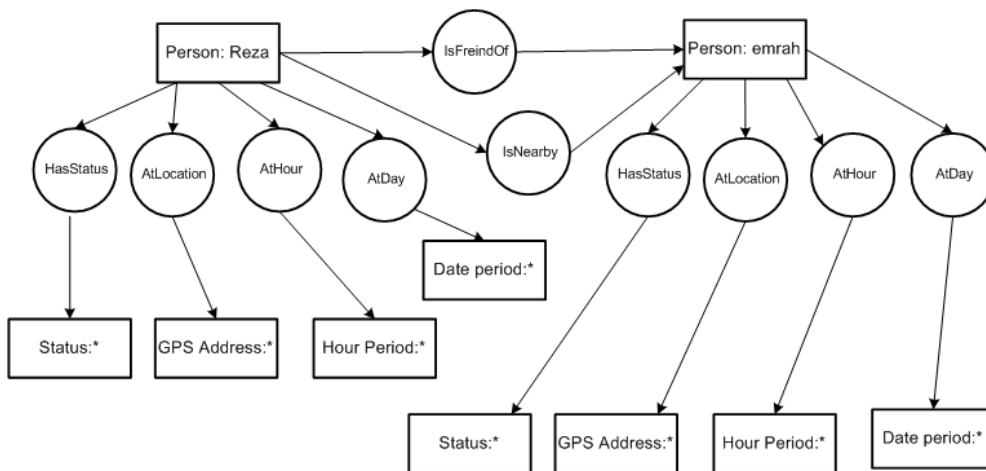 Person: Reza
IsFreindOf
Person: emrah
IsNearby
HasStatus
AtLocation
AtHour
AtDay
HasStatus
AtLocation
AtHour
AtDay
Date period:*
Status:*
GPS Address:*
Hour Period:*
Status:*
GPS Address:*
Hour Period:*
Date period:*